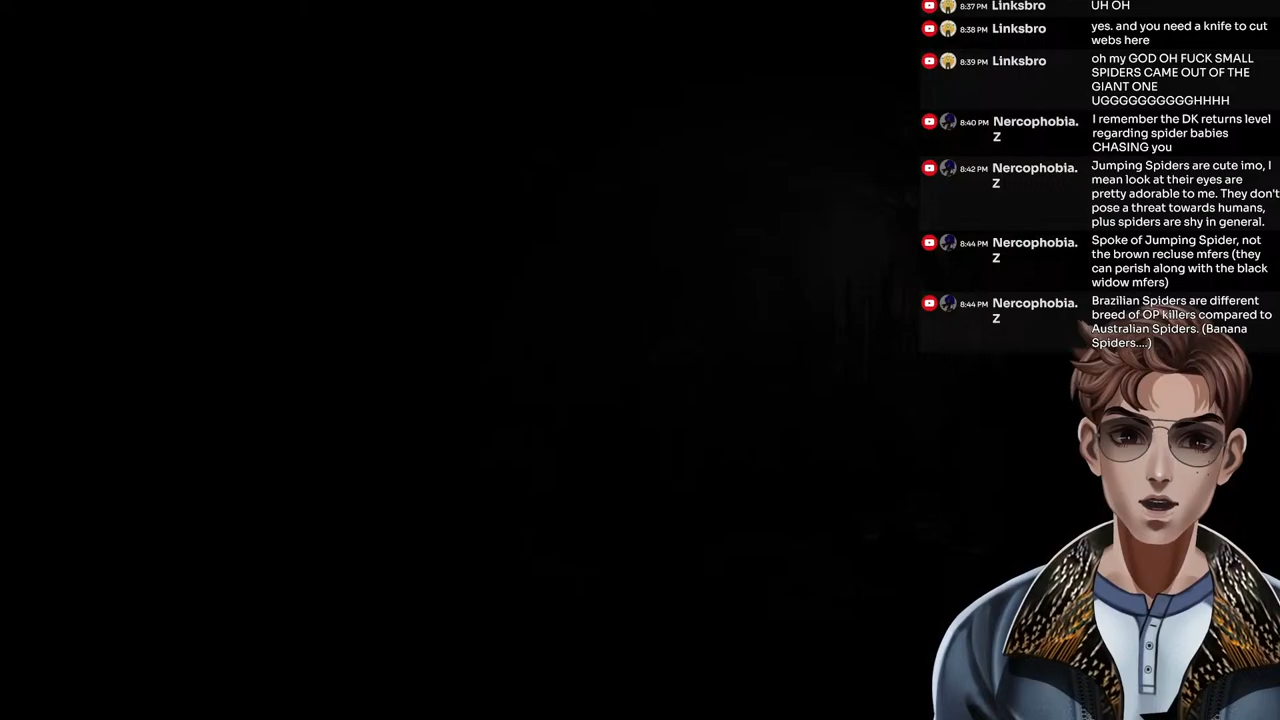 8:37 PM Linksbro UH OH
8:38 PM Linksbro yes. and you need a knife to cut
webs here
8:39 PM Linksbro oh my GOD OH FUCK SMALL
SPIDERS CAME OUT OF THE
GIANT ONE
UGGGGGGGGGGHHHH
8:40 PM Nercophobia. I remember the DK returns level
Z regarding spider babies
CHASING you
8:42 PM Nercophobia. Jumping Spiders are cute imo, I
Z mean look at their eyes are
pretty adorable to me. They don't
pose a threat towards humans,
plus spiders are shy in general.
8:44 PM Nercophobia. Spoke of Jumping Spider, not
Z the brown recluse mfers (they
can perish along with the black
widow mfers)
8:44 PM Nercophobia. Brazilian Spiders are different
Z breed of OP killers compared to
Australian Spiders. (Banana
Spiders....)